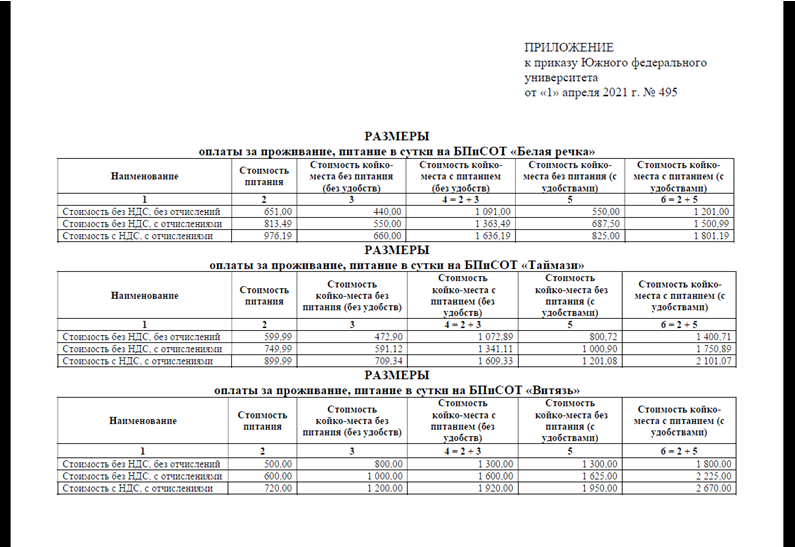 ПРИЛОЖЕНИЕ
к приказу Южного федерального
университета
от «1» апреля 2021 г. № 495
РАЗМЕРЫ
оплаты за проживание, питание в сутки на БПиСОТ «Белая речка»
Наименование Стоимость питания Стоимость койко-места без питания (без удобств) Стоимость койко-места с питанием (без удобств) Стоимость койко-места без питания (с удобствами) Стоимость койко-места с питанием (с удобствами)
1 2 3 4 = 2 + 3 5 6 = 2 + 5
Стоимость без НДС, без отчислений 651,00 440,00 1 091,00 550,00 1 201,00
Стоимость без НДС, с отчислениями 813,49 550,00 1 363,49 687,50 1 500,99
Стоимость с НДС, с отчислениями 976,19 660,00 1 636,19 825,00 1 801,19
РАЗМЕРЫ
оплаты за проживание, питание в сутки на БПиСОТ «Таймази»
Наименование Стоимость питания Стоимость койко-места без питания (без удобств) Стоимость койко-места с питанием (без удобств) Стоимость койко-места без питания (с удобствами) Стоимость койко-места с питанием (с удобствами)
1 2 3 4 = 2 + 3 5 6 = 2 + 5
Стоимость без НДС, без отчислений 599,99 472,90 1 072,89 800,72 1 400,71
Стоимость без НДС, с отчислениями 749,99 591,12 1 341,11 1 000,90 1 750,89
Стоимость с НДС, с отчислениями 899,99 709,34 1 609,33 1 201,08 2 101,07
РАЗМЕРЫ
оплаты за проживание, питание в сутки на БПиСОТ «Витязь»
Наименование Стоимость питания Стоимость койко-места без питания (без удобств) Стоимость койко-места с питанием (без удобств) Стоимость койко-места без питания (с удобствами) Стоимость койко-места с питанием (с удобствами)
1 2 3 4 = 2 + 3 5 6 = 2 + 5
Стоимость без НДС, без отчислений 500,00 800,00 1 300,00 1 300,00 1 800,00
Стоимость без НДС, с отчислениями 600,00 1 000,00 1 600,00 1 625,00 2 225,00
Стоимость с НДС, с отчислениями 720,00 1 200,00 1 920,00 1 950,00 2 670,00